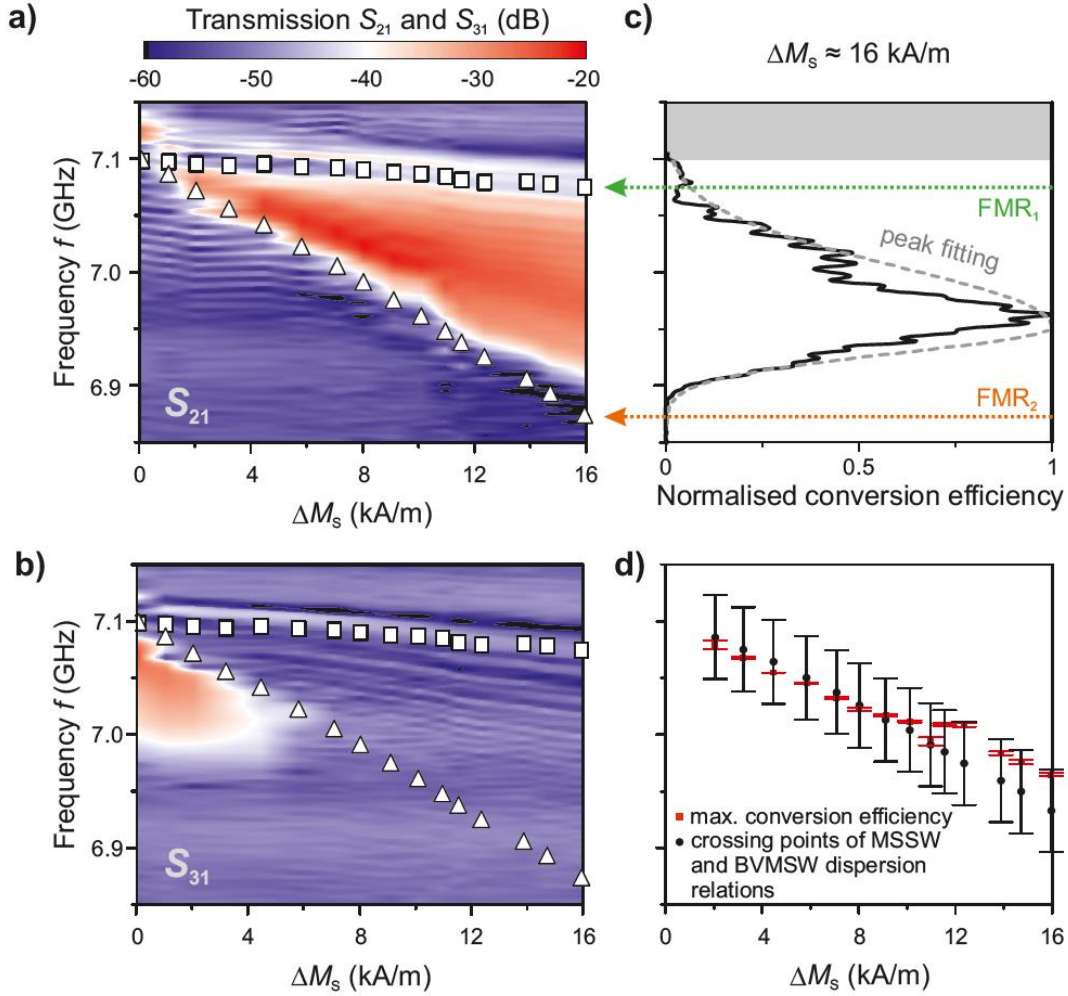 a)
Transmission S21 and S31 (dB)
-60
-50
-40
-30
-20
Frequency f (GHz)
7.1
7.0
6.9
S21
0
4
8
12
16
ΔMs (kA/m)
c)
ΔMs ≈ 16 kA/m
FMR1
peak fitting
FMR2
0
0.5
1
Normalised conversion efficiency
b)
Frequency f (GHz)
7.1
7.0
6.9
S31
0
4
8
12
16
ΔMs (kA/m)
d)
max. conversion efficiency
crossing points of MSSW
and BVMSW dispersion
relations
0
4
8
12
16
ΔMs (kA/m)